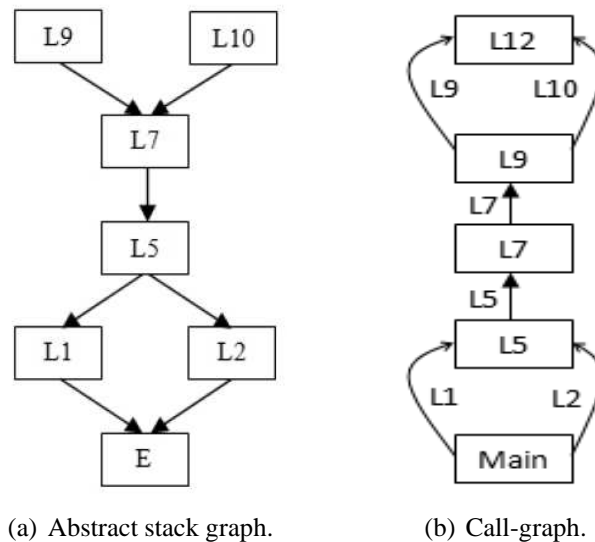 L9 L10
L7
L5
L1 L2
E
(a) Abstract stack graph.
L12
L9 L10
L9
L7
L7
L5
L5
L1 L2
Main
(b) Call-graph.